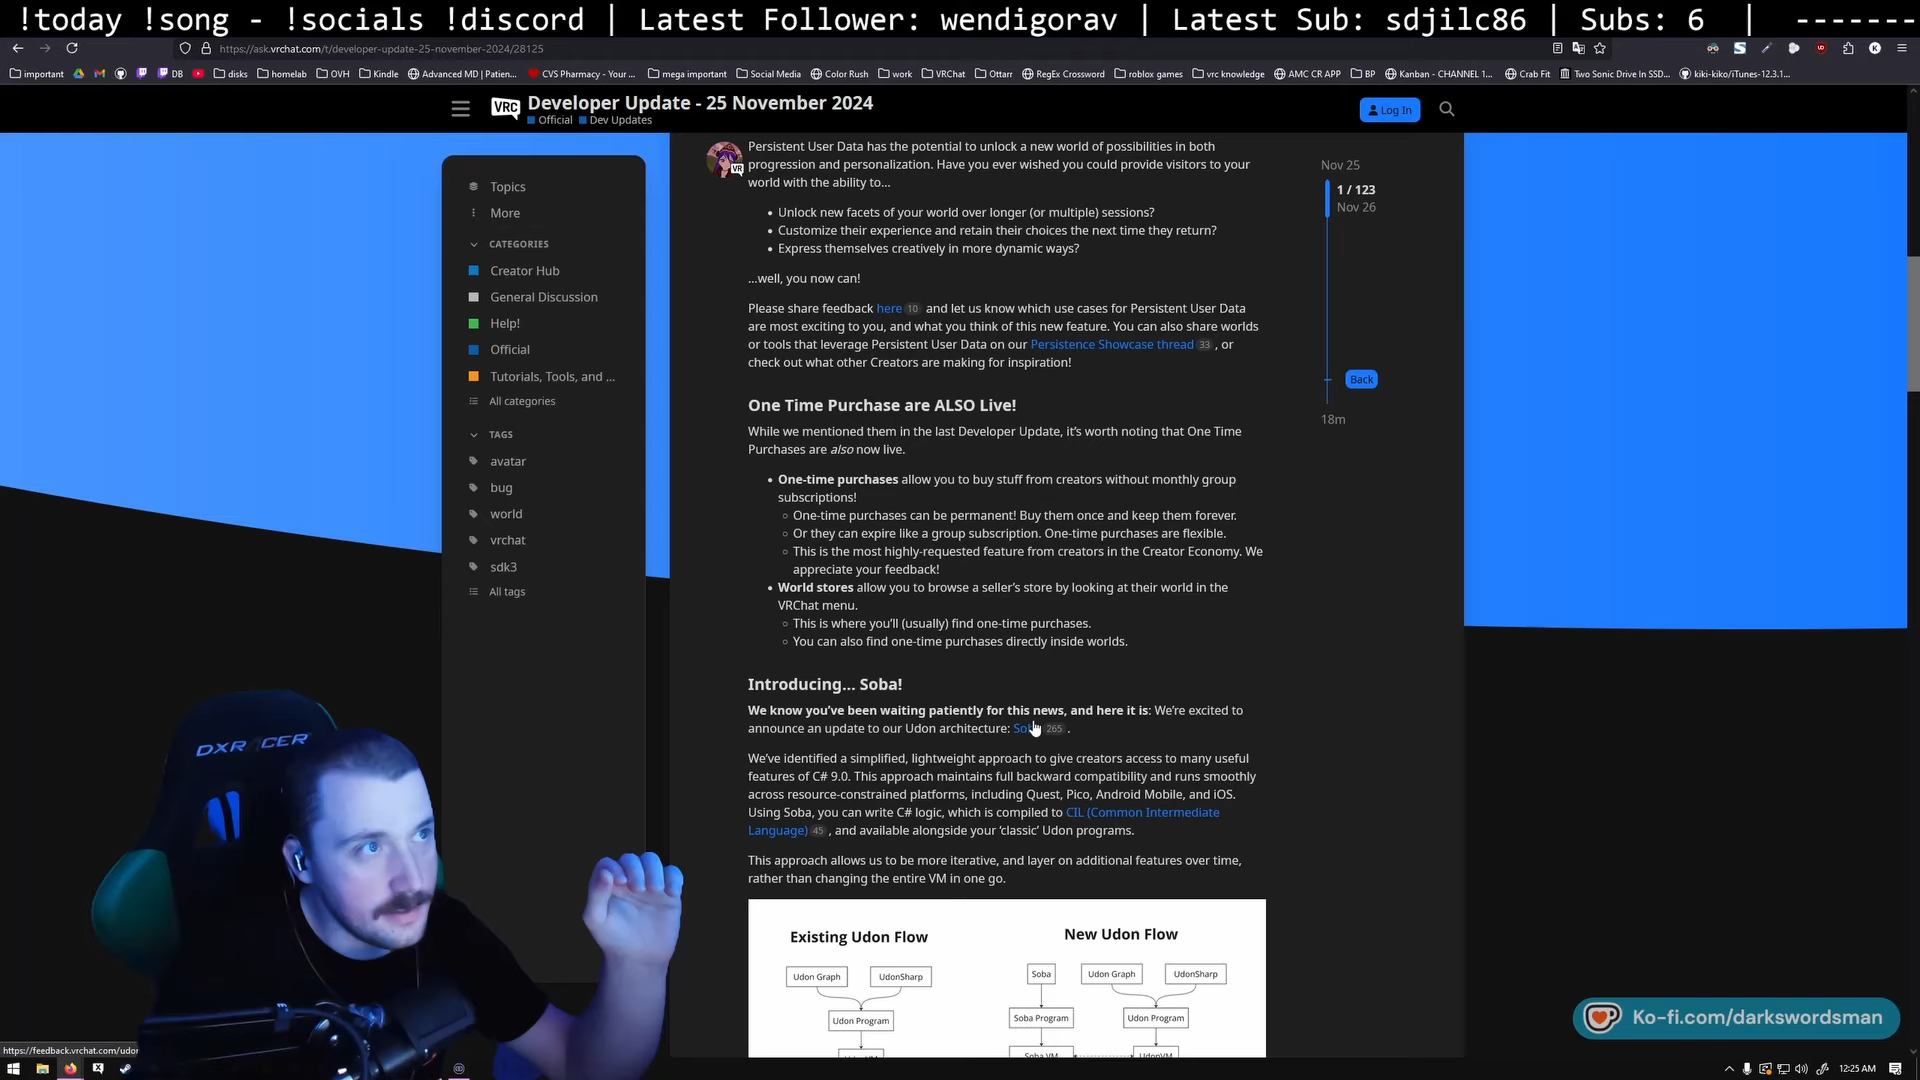 !today !song - !socials !discord | Latest Follower: wendigorav | Latest Sub: sdjilc86 | Subs: 6 | -------
https://ask.vrchat.com/t/developer-update-25-november-2024/28125
important
DB
disks
homelab
OVH
Kindle
Advanced MD | Patien...
CVS Pharmacy - Your ...
mega important
Social Media
Color Rush
work
VRChat
Ottarr
RegEx Crossword
roblox games
vrc knowledge
AMC CR APP
BP
Kanban - CHANNEL 1...
Crab Fit
Two Sonic Drive In SSD...
kiki-kiko/iTunes-12.3.1...
VRC
Developer Update - 25 November 2024
Official Dev Updates
Log In
Topics
More
CATEGORIES
Creator Hub
General Discussion
Help!
Official
Tutorials, Tools, and ...
All categories
TAGS
avatar
bug
world
vrchat
sdk3
All tags
Persistent User Data has the potential to unlock a new world of possibilities in both
progression and personalization. Have you ever wished you could provide visitors to your
world with the ability to...
• Unlock new facets of your world over longer (or multiple) sessions?
• Customize their experience and retain their choices the next time they return?
• Express themselves creatively in more dynamic ways?
...well, you now can!
Please share feedback here 10 and let us know which use cases for Persistent User Data
are most exciting to you, and what you think of this new feature. You can also share worlds
or tools that leverage Persistent User Data on our Persistence Showcase thread 33 , or
check out what other Creators are making for inspiration!
One Time Purchase are ALSO Live!
While we mentioned them in the last Developer Update, it's worth noting that One Time
Purchases are also now live.
• One-time purchases allow you to buy stuff from creators without monthly group
subscriptions!
◦ One-time purchases can be permanent! Buy them once and keep them forever.
◦ Or they can expire like a group subscription. One-time purchases are flexible.
◦ This is the most highly-requested feature from creators in the Creator Economy. We
appreciate your feedback!
• World stores allow you to browse a seller's store by looking at their world in the
VRChat menu.
◦ This is where you'll (usually) find one-time purchases.
◦ You can also find one-time purchases directly inside worlds.
Introducing... Soba!
We know you've been waiting patiently for this news, and here it is: We're excited to
announce an update to our Udon architecture: 265 .
We've identified a simplified, lightweight approach to give creators access to many useful
features of C# 9.0. This approach maintains full backward compatibility and runs smoothly
across resource-constrained platforms, including Quest, Pico, Android Mobile, and iOS.
Using Soba, you can write C# logic, which is compiled to CIL (Common Intermediate
Language) 45 , and available alongside your 'classic' Udon programs.
This approach allows us to be more iterative, and layer on additional features over time,
rather than changing the entire VM in one go.
Existing Udon Flow
Udon Graph
UdonSharp
Udon Program
New Udon Flow
Soba
Udon Graph
UdonSharp
Soba Program
Udon Program
Soba VM
UdonVM
Nov 25
1 / 123
Nov 26
Back
18m
DXRACER
Ko-fi.com/darkswordsman
https://feedback.vrchat.com/udon
12:25 AM